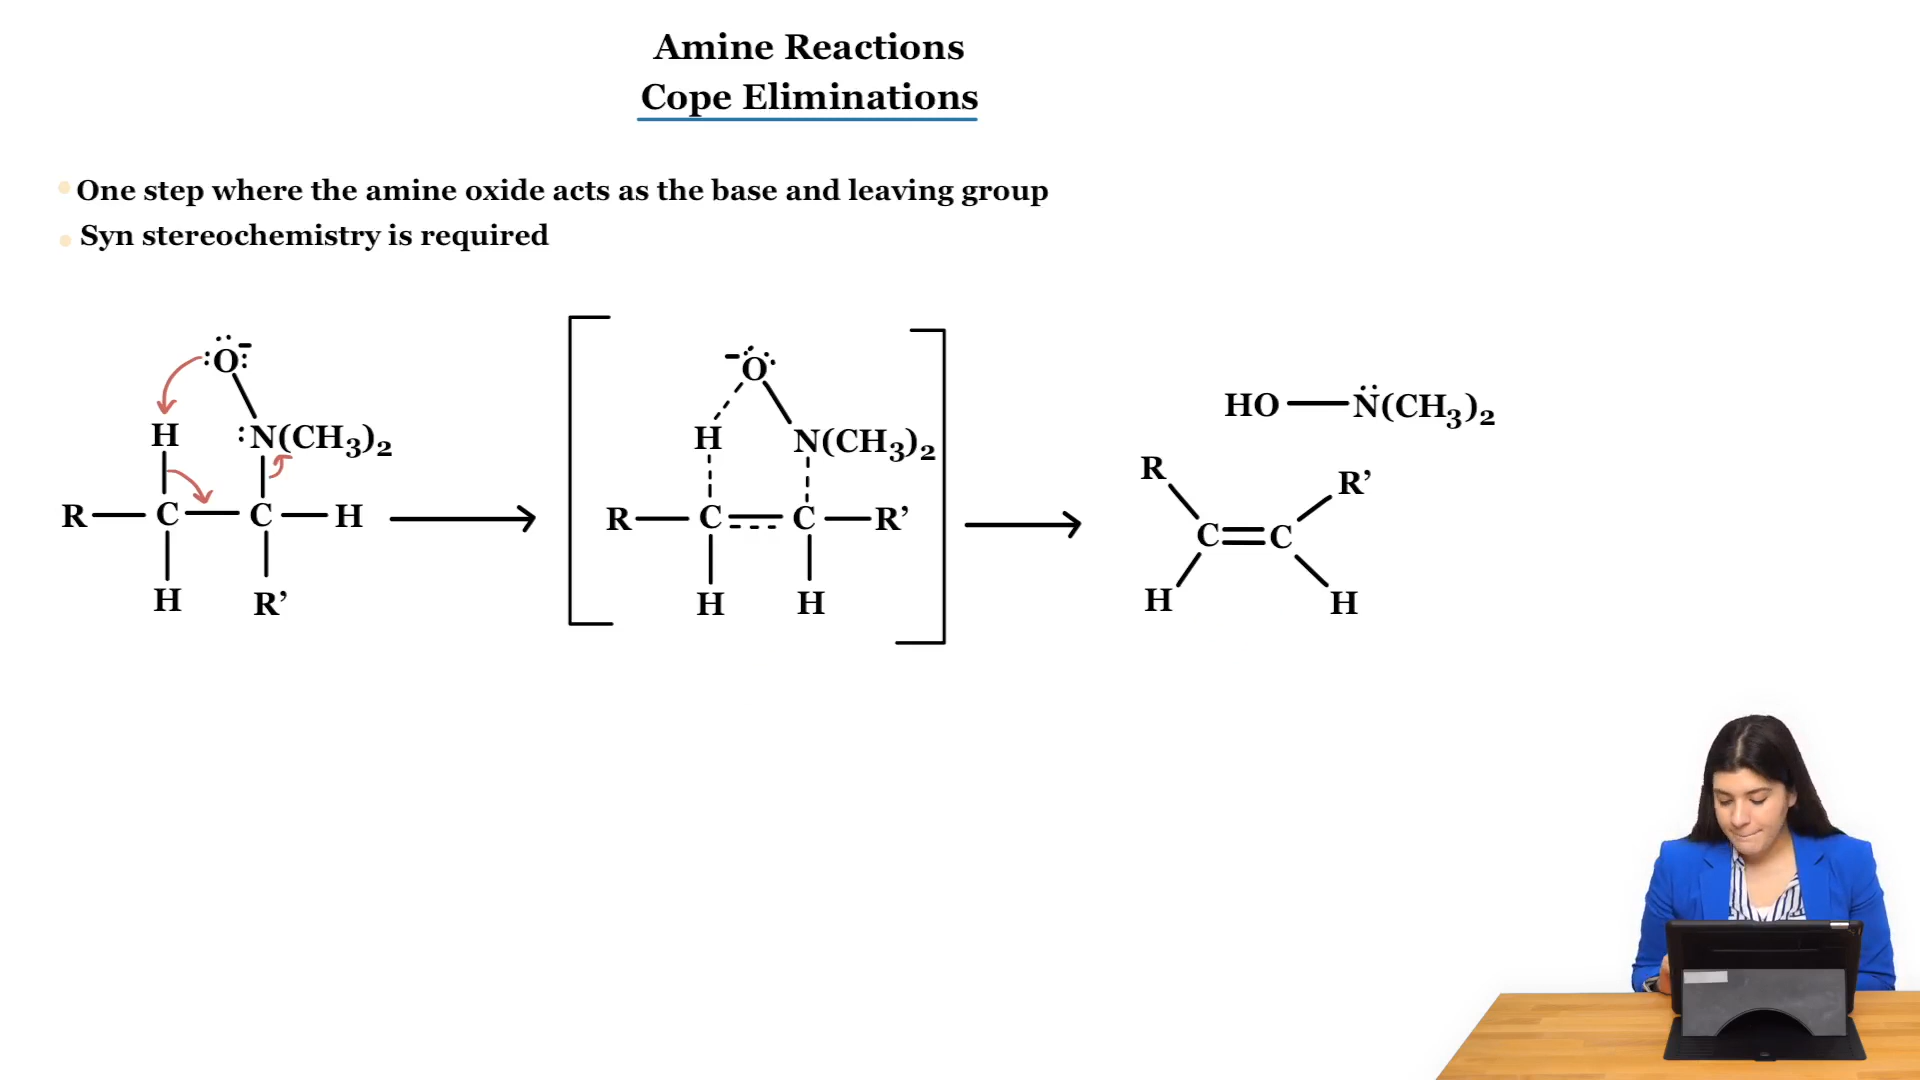 Amine Reactions
Cope Eliminations
One step where the amine oxide acts as the base and leaving group
Syn stereochemistry is required
:O:⁻
H :N(CH₃)₂
R C C H
H R’
⁻O
H N(CH₃)₂
R C C R’
H H
HO N(CH₃)₂
R R’
C C
H H